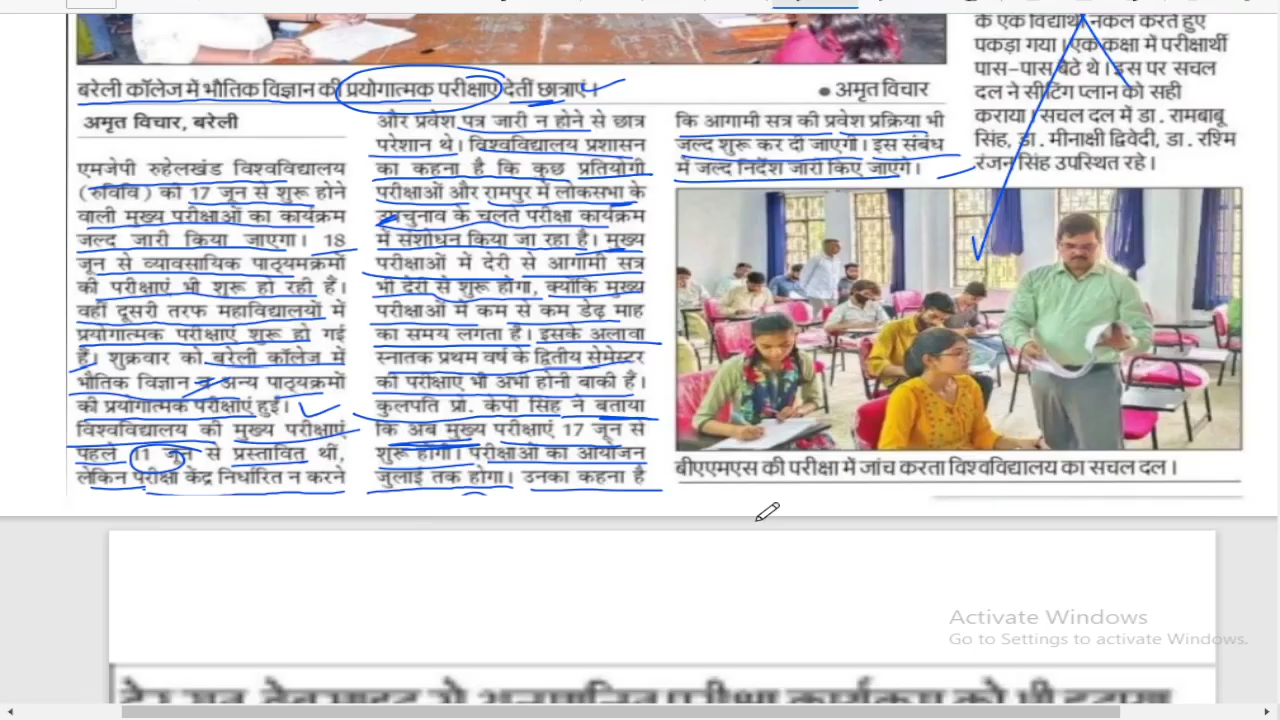 बरेली कॉलेज में भौतिक विज्ञान की प्रयोगात्मक परीक्षाएं देतीं छात्राएं।
● अमृत विचार
अमृत विचार, बरेली
एमजेपी रुहेलखंड विश्वविद्यालय
(रुविवि) की 17 जून से शुरू होने
वाली मुख्य परीक्षाओं का कार्यक्रम
जल्द जारी किया जाएगा। 18
जून से व्यावसायिक पाठ्यमक्रमों
की परीक्षाएं भी शुरू हो रही हैं।
वहीं दूसरी तरफ महाविद्यालयों में
प्रयोगात्मक परीक्षाएं शुरू हो गई
हैं। शुक्रवार को बरेली कॉलेज में
भौतिक विज्ञान व अन्य पाठ्यक्रमों
की प्रयोगात्मक परीक्षाएं हुईं।
विश्वविद्यालय की मुख्य परीक्षाएं
पहले 11 जून से प्रस्तावित थीं,
लेकिन परीक्षा केंद्र निर्धारित न करने
और प्रवेश पत्र जारी न होने से छात्र
परेशान थे। विश्वविद्यालय प्रशासन
का कहना है कि कुछ प्रतियोगी
परीक्षाओं और रामपुर में लोकसभा के
चुनाव के चलते परीक्षा कार्यक्रम
में संशोधन किया जा रहा है। मुख्य
परीक्षाओं में देरी से आगामी सत्र
भी देरी से शुरू होगा, क्योंकि मुख्य
परीक्षाओं में कम से कम डेढ़ माह
का समय लगता है। इसके अलावा
स्नातक प्रथम वर्ष के द्वितीय सेमेस्टर
की परीक्षाएं भी अभी होनी बाकी हैं।
कुलपति प्रो. केपी सिंह ने बताया
कि अब मुख्य परीक्षाएं 17 जून से
शुरू होंगी। परीक्षाओं का आयोजन
जुलाई तक होगा। उनका कहना है
कि आगामी सत्र की प्रवेश प्रक्रिया भी
जल्द शुरू कर दी जाएगी। इस संबंध
में जल्द निर्देश जारी किए जाएंगे।
के एक विद्यार्थी नकल करते हुए
पकड़ा गया। एक कक्षा में परीक्षार्थी
पास-पास बैठे थे। इस पर सचल
दल ने सीटिंग प्लान को सही
कराया। सचल दल में डा. रामबाबू
सिंह, डा. मीनाक्षी द्विवेदी, डा. रश्मि
रंजन सिंह उपस्थित रहे।
बीएएमएस की परीक्षा में जांच करता विश्वविद्यालय का सचल दल।
Activate Windows
Go to Settings to activate Windows.